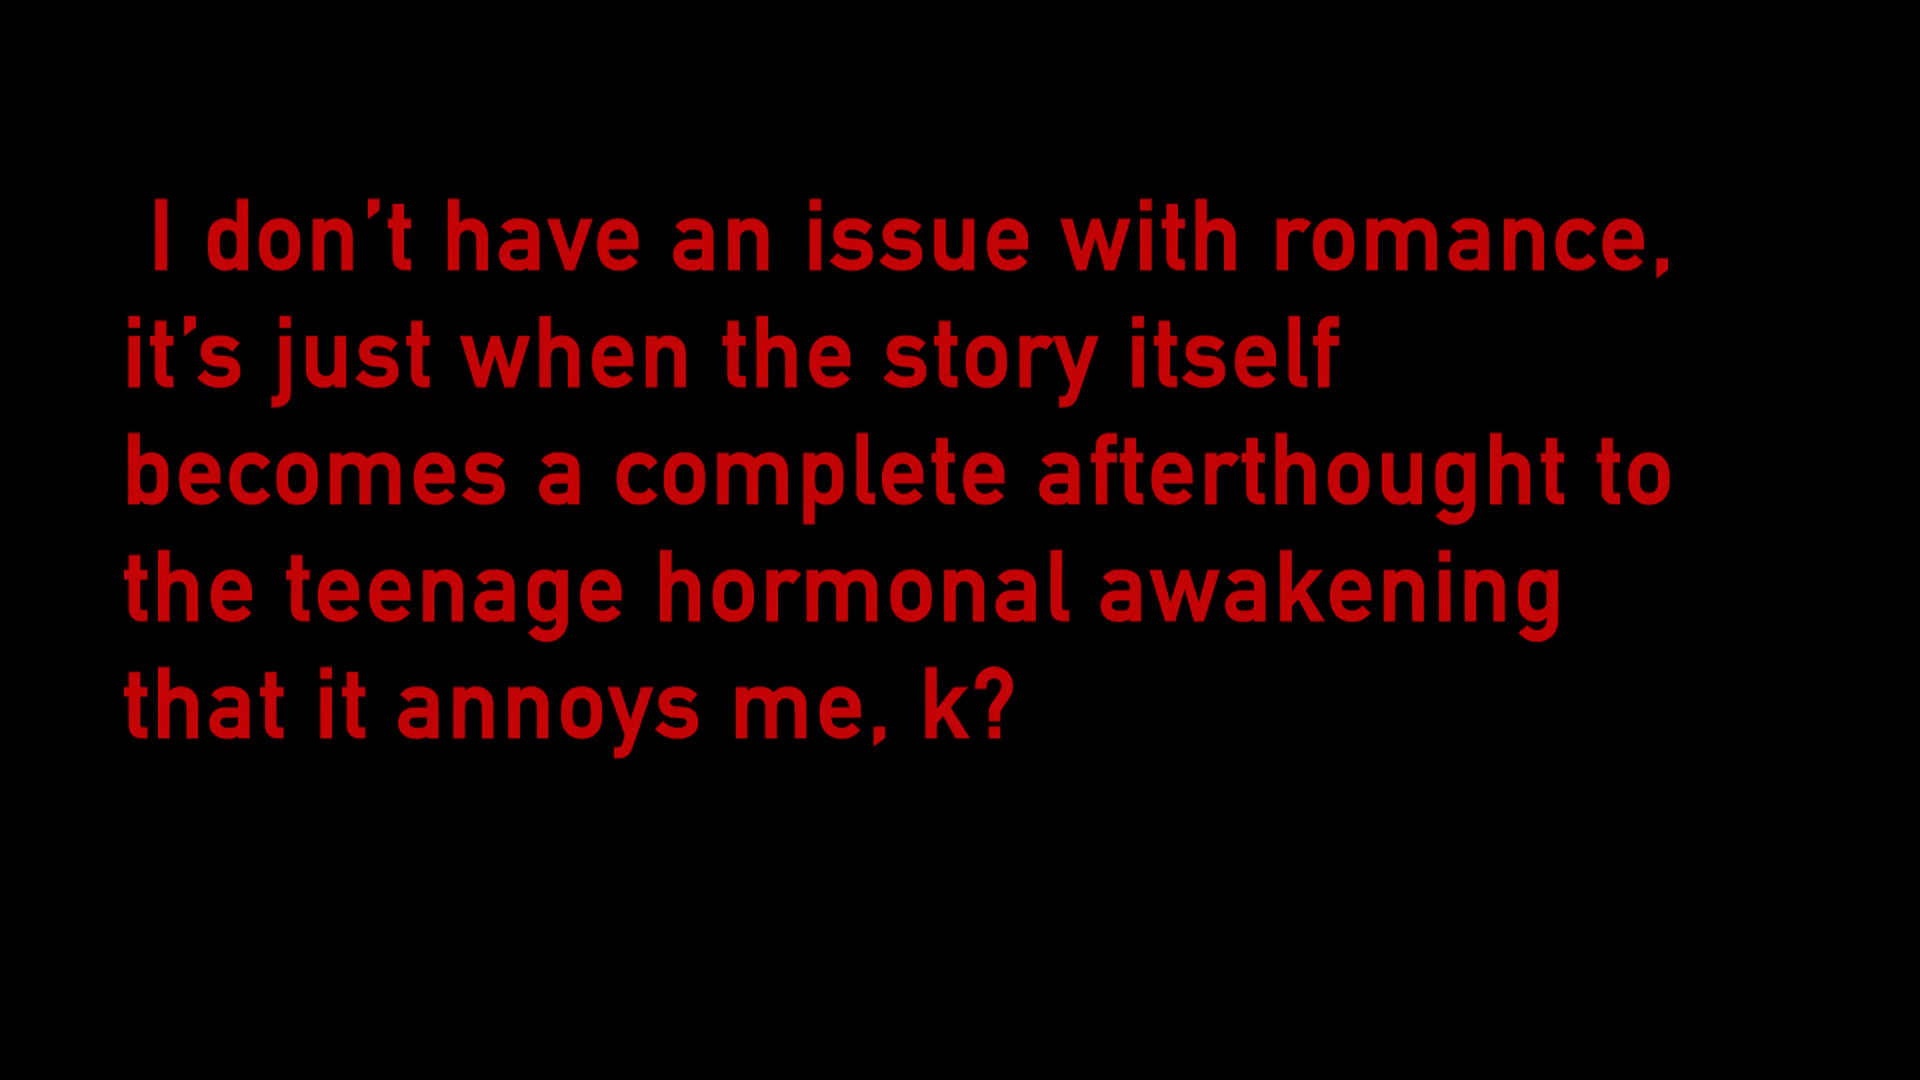 I don't have an issue with romance,
it's just when the story itself
becomes a complete afterthought to
the teenage hormonal awakening
that it annoys me, k?